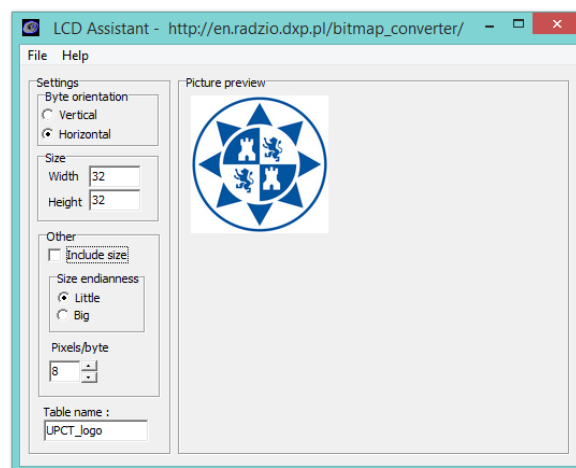 LCD Assistant - http://en.radzio.dxp.pl/bitmap_converter/
File Help
Settings
Byte orientation
Vertical
Horizontal
Size
Width 32
Height 32
Other
Include size
Size endianness
Little
Big
Pixels/byte
8
Table name :
UPCT_logo
Picture preview